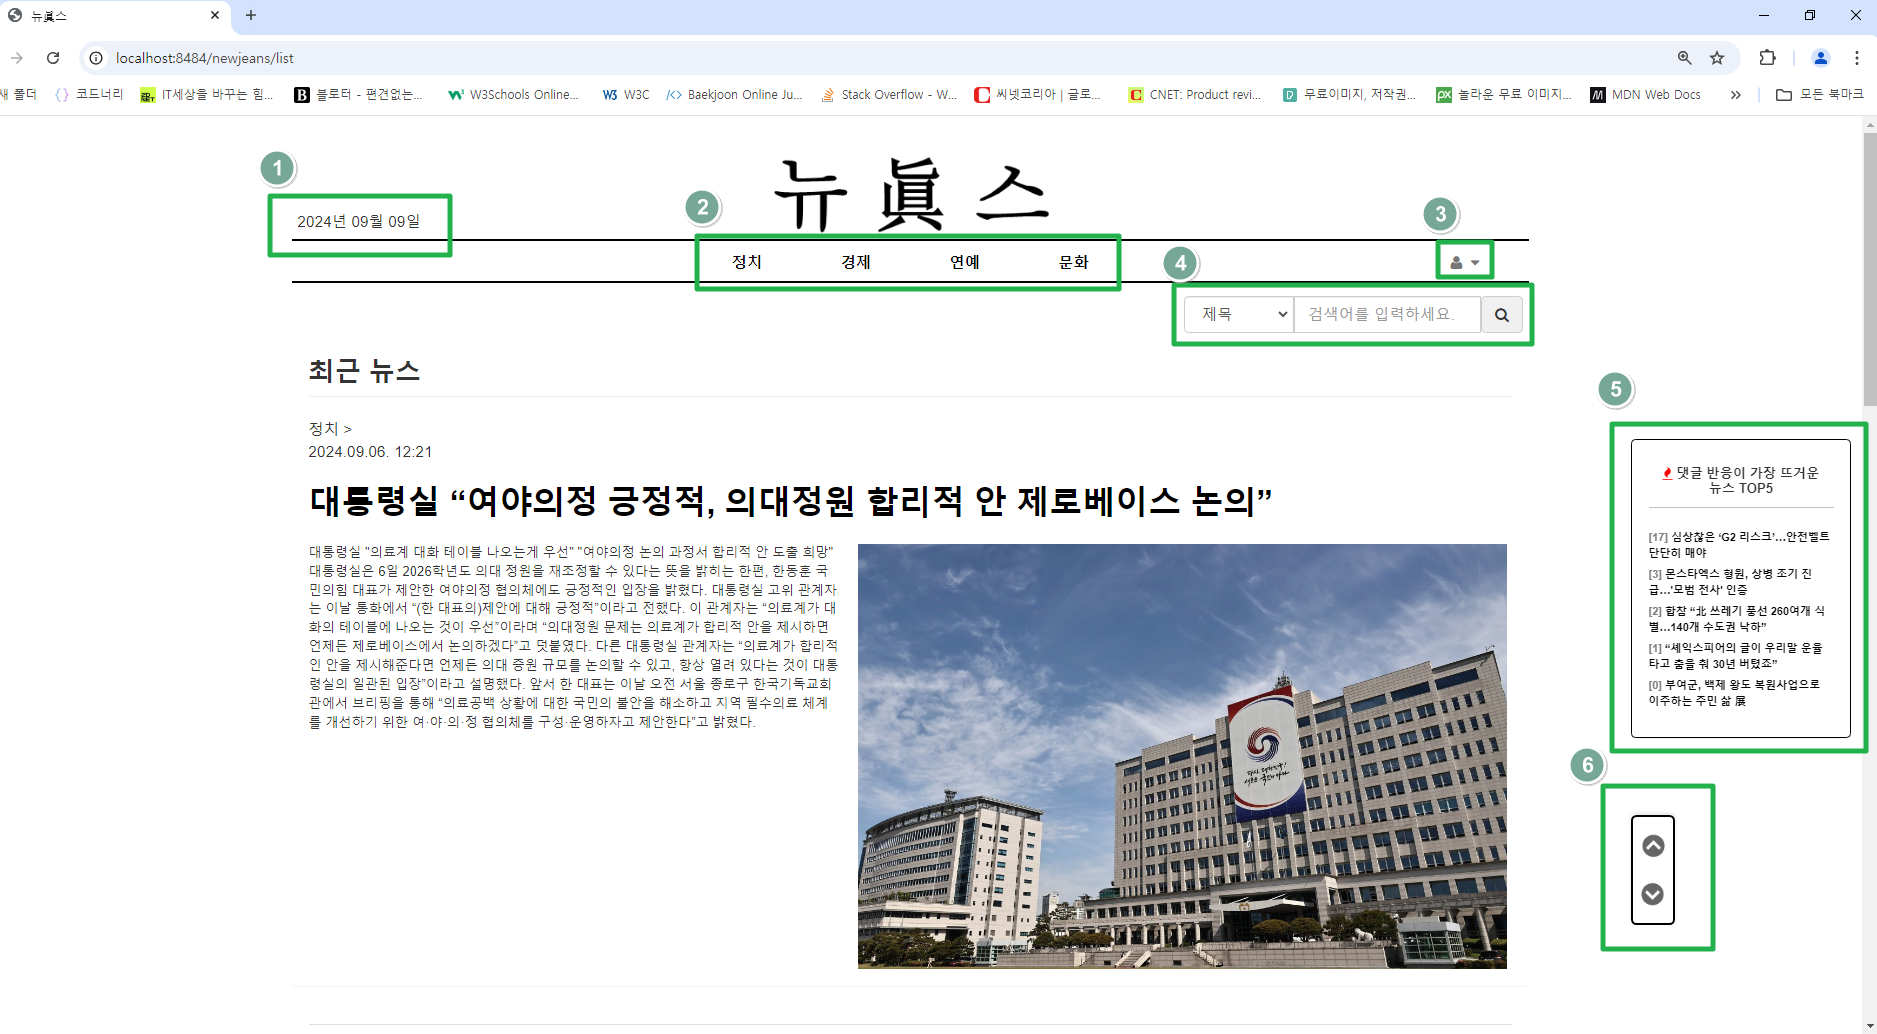 뉴眞스
localhost:8484/newjeans/list
새 폴더
코드너리
IT세상을 바꾸는 힘...
블로터 - 편견없는...
W3Schools Online...
W3C
Baekjoon Online Ju...
Stack Overflow - W...
씨넷코리아 | 글로...
CNET: Product revi...
무료이미지, 저작권...
놀라운 무료 이미지...
MDN Web Docs
»
모든 북마크
1
2024년 09월 09일
뉴 眞 스
2
정치
경제
연예
문화
3
4
제목
검색어를 입력하세요.
최근 뉴스
정치 >
2024.09.06. 12:21
대통령실 “여야의정 긍정적, 의대정원 합리적 안 제로베이스 논의”
대통령실 "의료계 대화 테이블 나오는게 우선" "여야의정 논의 과정서 합리적 안 도출 희망"
대통령실은 6일 2026학년도 의대 정원을 재조정할 수 있다는 뜻을 밝히는 한편, 한동훈 국
민의힘 대표가 제안한 여야의정 협의체에도 긍정적인 입장을 밝혔다. 대통령실 고위 관계자
는 이날 통화에서 “(한 대표의)제안에 대해 긍정적”이라고 전했다. 이 관계자는 “의료계가 대
화의 테이블에 나오는 것이 우선”이라며 “의대정원 문제는 의료계가 합리적 안을 제시하면
언제든 제로베이스에서 논의하겠다”고 덧붙였다. 다른 대통령실 관계자는 “의료계가 합리적
인 안을 제시해준다면 언제든 의대 증원 규모를 논의할 수 있고, 항상 열려 있다는 것이 대통
령실의 일관된 입장”이라고 설명했다. 앞서 한 대표는 이날 오전 서울 종로구 한국기독교회
관에서 브리핑을 통해 “의료공백 상황에 대한 국민의 불안을 해소하고 지역 필수의료 체계
를 개선하기 위한 여·야·의·정 협의체를 구성·운영하자고 제안한다”고 밝혔다.
5
댓글 반응이 가장 뜨거운
뉴스 TOP5
[17] 심상찮은 ‘G2 리스크’…안전벨트
단단히 매야
[3] 몬스타엑스 형원, 상병 조기 진
급…'모범 전사' 인증
[2] 합참 “北 쓰레기 풍선 260여개 식
별…140개 수도권 낙하”
[1] “셰익스피어의 글이 우리말 운율
타고 춤을 춰 30년 버텼죠”
[0] 부여군, 백제 왕도 복원사업으로
이주하는 주민 삶 展
6